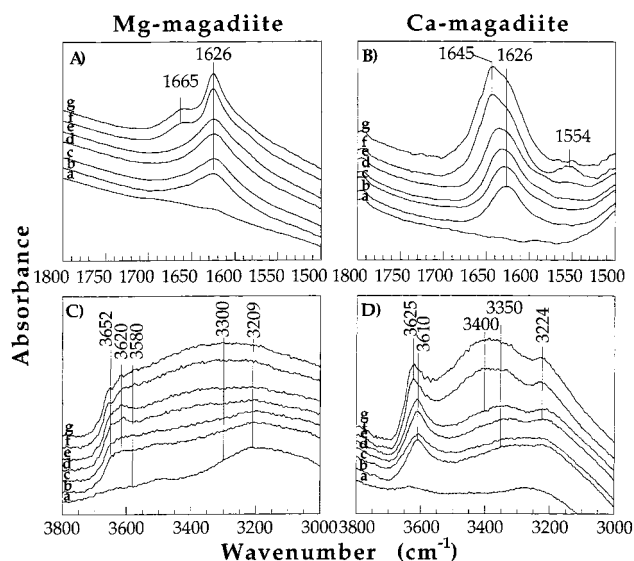 Mg-magadiite
Ca-magadiite
A)
1626
1665
g
f
e
d
c
b
a
1800 1750 1700 1650 1600 1550 1500
B)
1645
1626
1554
g
f
e
d
c
b
a
1800 1750 1700 1650 1600 1550 1500
Absorbance
C)
3652
3620
3580
3300
3209
g
f
e
d
c
b
a
3800 3600 3400 3200 3000
D)
3625
3610
3400
3350
3224
g
f
e
d
c
b
a
3800 3600 3400 3200 3000
Wavenumber (cm⁻¹)